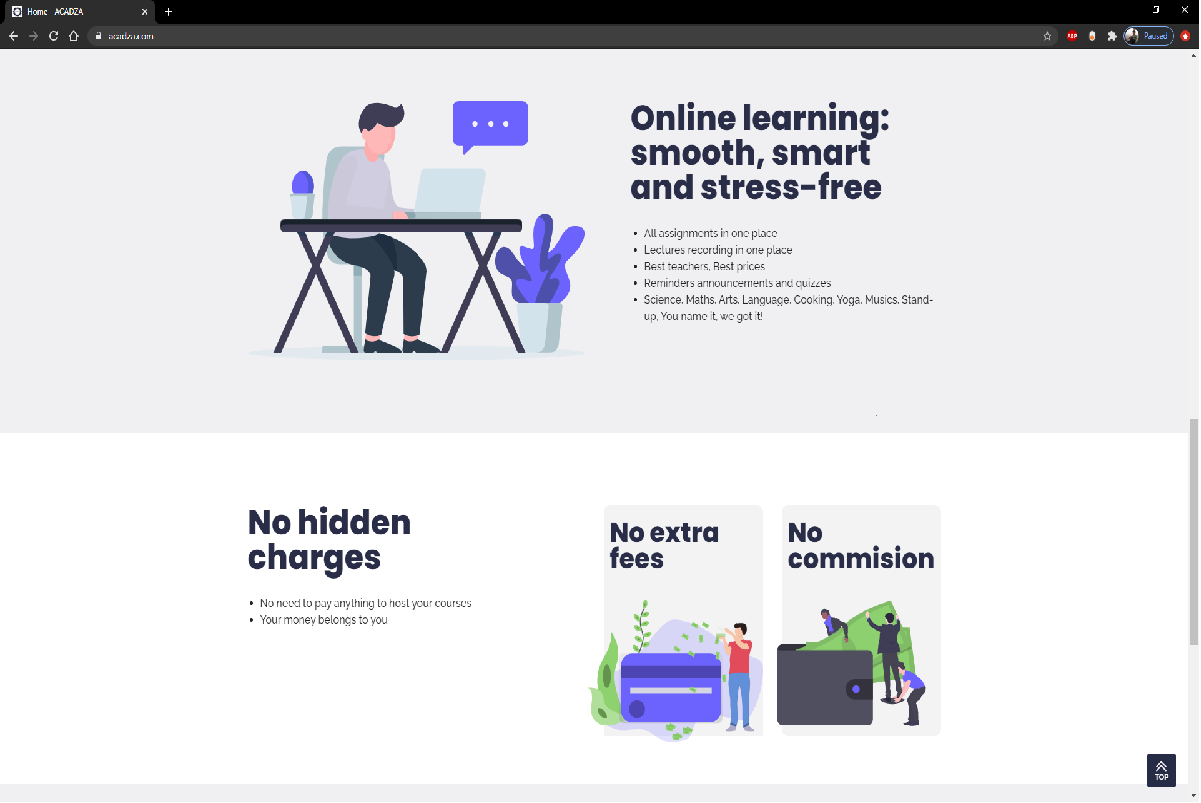 Home - ACADZA
acadza.com
ABP
Paused
Online learning:
smooth, smart
and stress-free
All assignments in one place
Lectures recording in one place
Best teachers, Best prices
Reminders announcements and quizzes
Science, Maths, Arts, Language, Cooking, Yoga, Musics, Stand-
up, You name it, we got it!
No hidden
charges
No need to pay anything to host your courses
Your money belongs to you
No extra
fees
No
commision
TOP